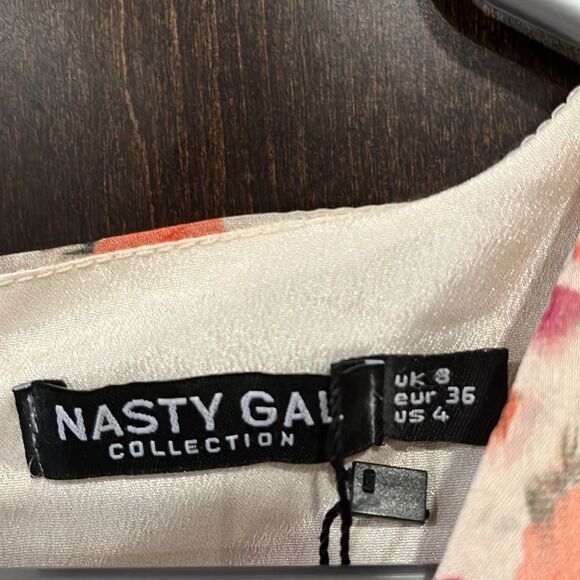 NASTY GAL
COLLECTION
UK 8
eur 36
US 4